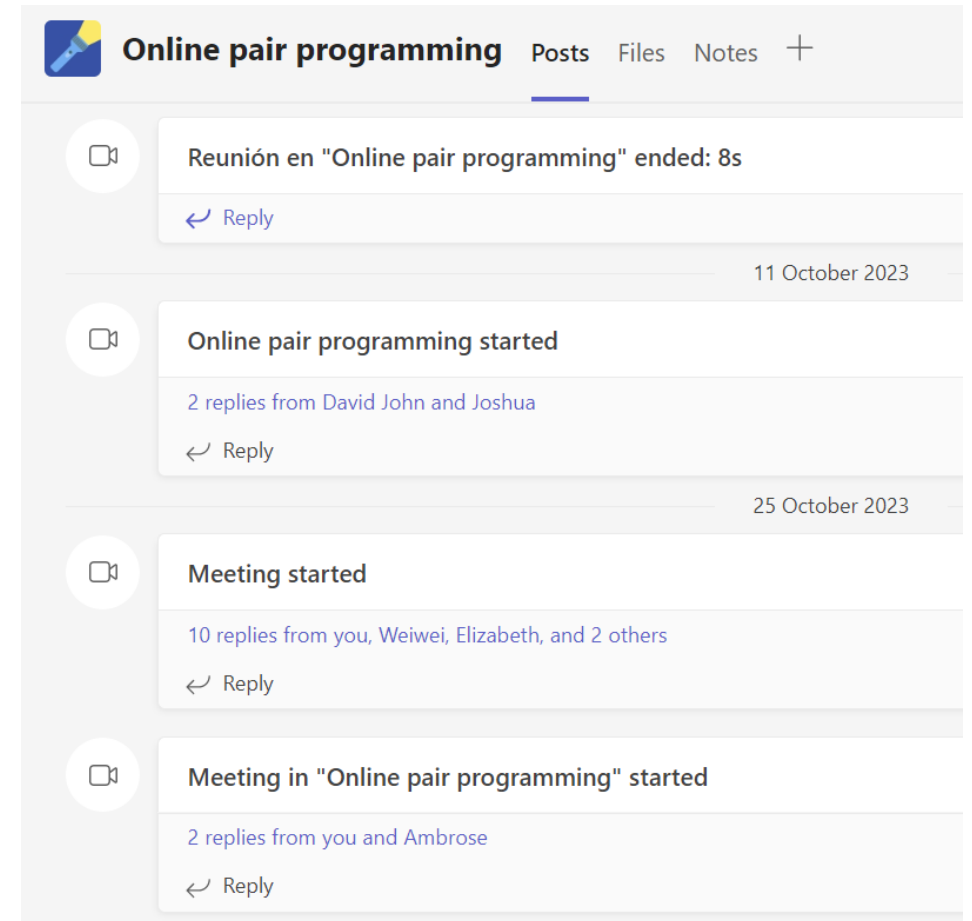 Online pair programming Posts Files Notes +
Reunión en "Online pair programming" ended: 8s
Reply
11 October 2023
Online pair programming started
2 replies from David John and Joshua
Reply
25 October 2023
Meeting started
10 replies from you, Weiwei, Elizabeth, and 2 others
Reply
Meeting in "Online pair programming" started
2 replies from you and Ambrose
Reply